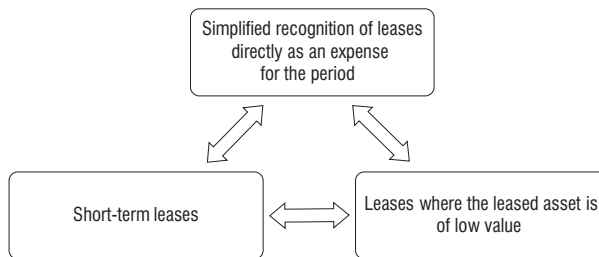 Simplified recognition of leases
directly as an expense
for the period
Short-term leases
Leases where the leased asset is
of low value